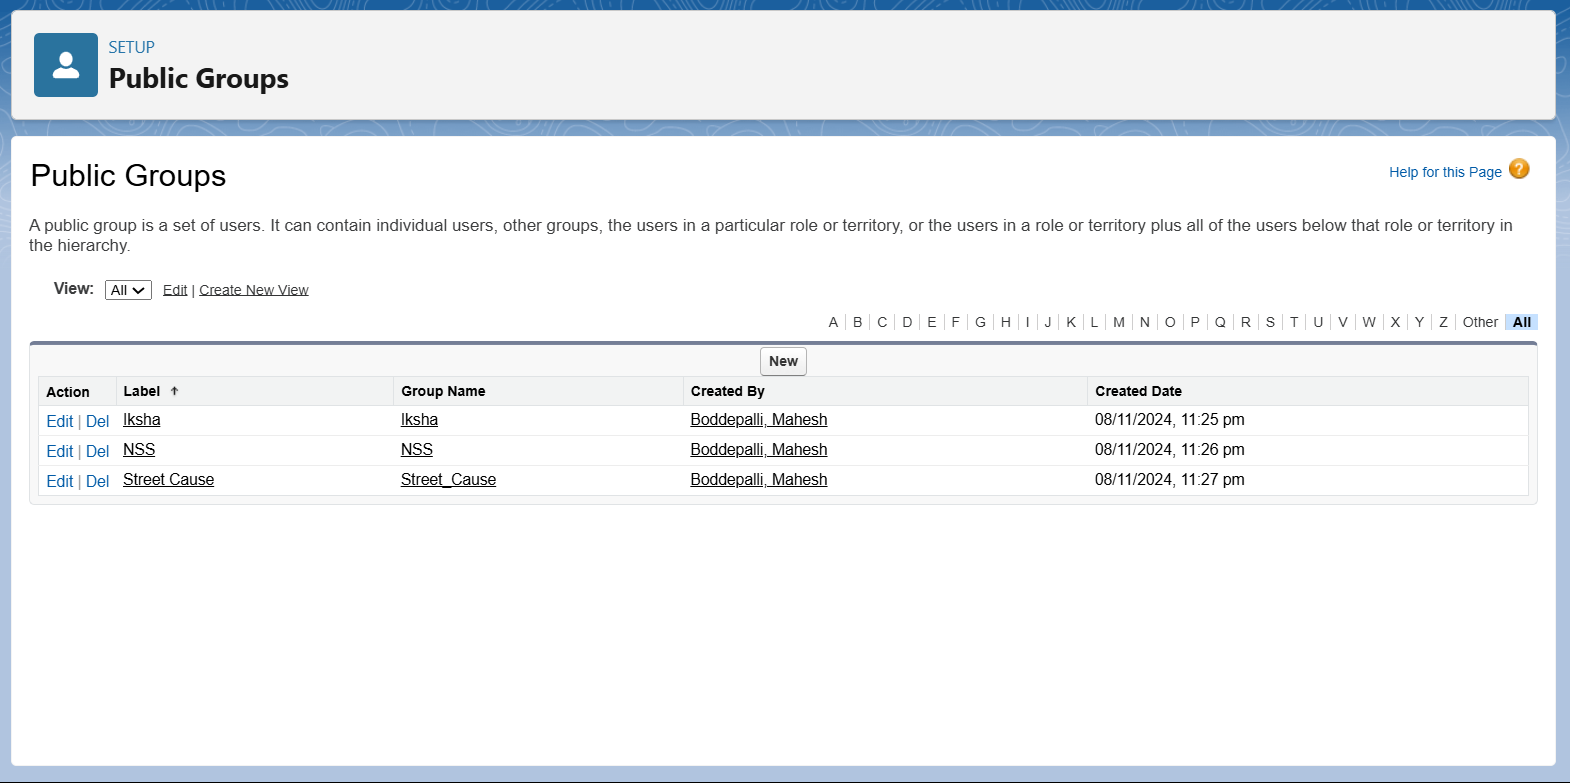 SETUP
Public Groups
Public Groups
Help for this Page ?
A public group is a set of users. It can contain individual users, other groups, the users in a particular role or territory, or the users in a role or territory plus all of the users below that role or territory in
the hierarchy.
View: All Edit | Create New View
A B C D E F G H I J K L M N O P Q R S T U V W X Y Z Other All
New
Action Label Group Name Created By Created Date
Edit | Del Iksha Iksha Boddepalli, Mahesh 08/11/2024, 11:25 pm
Edit | Del NSS NSS Boddepalli, Mahesh 08/11/2024, 11:26 pm
Edit | Del Street Cause Street_Cause Boddepalli, Mahesh 08/11/2024, 11:27 pm